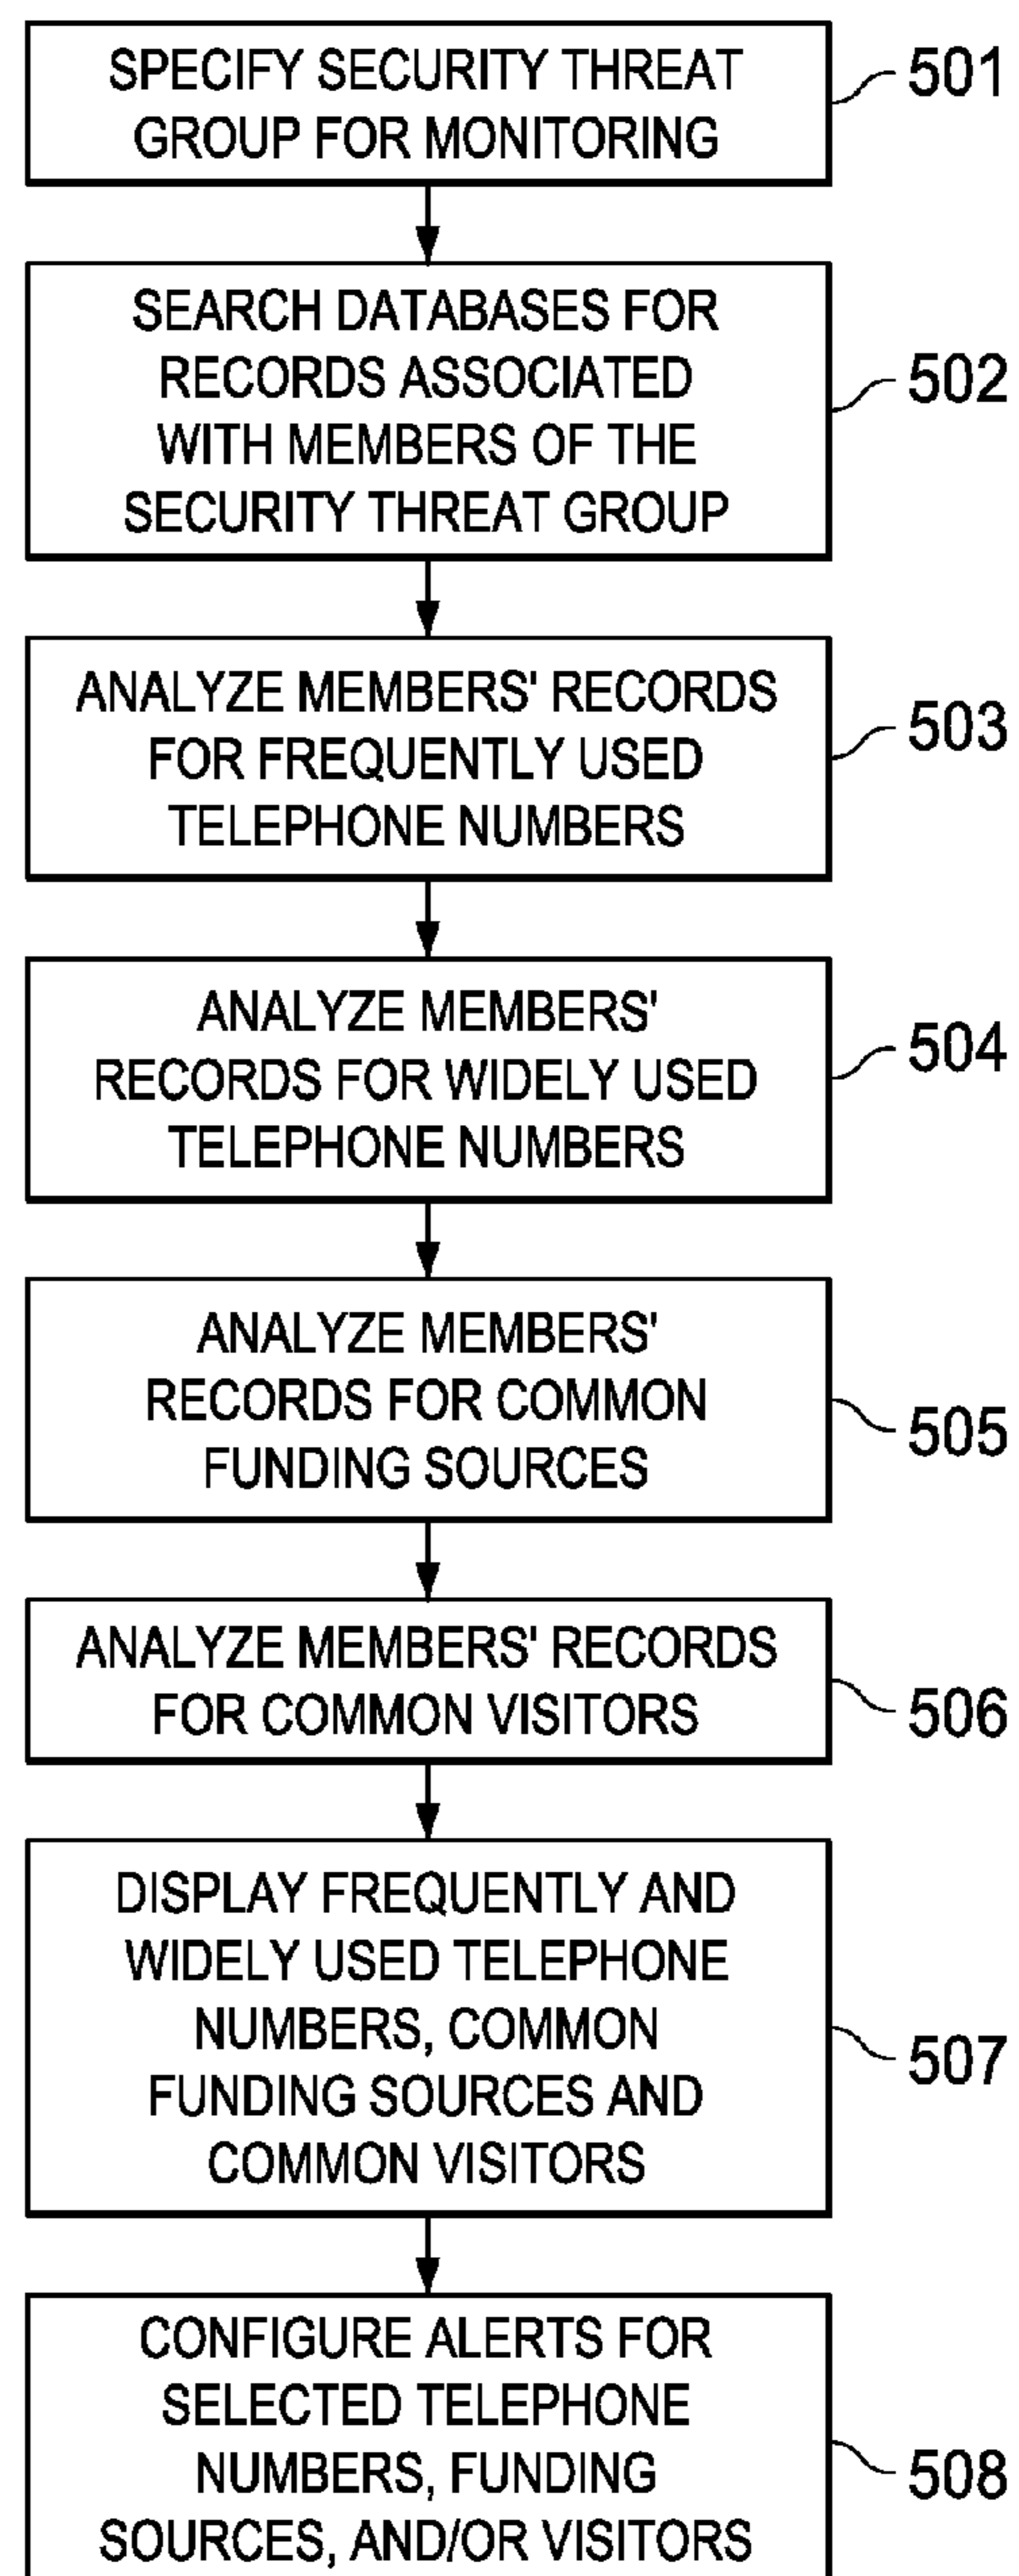 SPECIFY SECURITY THREAT
GROUP FOR MONITORING
501
SEARCH DATABASES FOR
RECORDS ASSOCIATED
WITH MEMBERS OF THE
SECURITY THREAT GROUP
502
ANALYZE MEMBERS' RECORDS
FOR FREQUENTLY USED
TELEPHONE NUMBERS
503
ANALYZE MEMBERS'
RECORDS FOR WIDELY USED
TELEPHONE NUMBERS
504
ANALYZE MEMBERS'
RECORDS FOR COMMON
FUNDING SOURCES
505
ANALYZE MEMBERS' RECORDS
FOR COMMON VISITORS
506
DISPLAY FREQUENTLY AND
WIDELY USED TELEPHONE
NUMBERS, COMMON
FUNDING SOURCES AND
COMMON VISITORS
507
CONFIGURE ALERTS FOR
SELECTED TELEPHONE
NUMBERS, FUNDING
SOURCES, AND/OR VISITORS
508